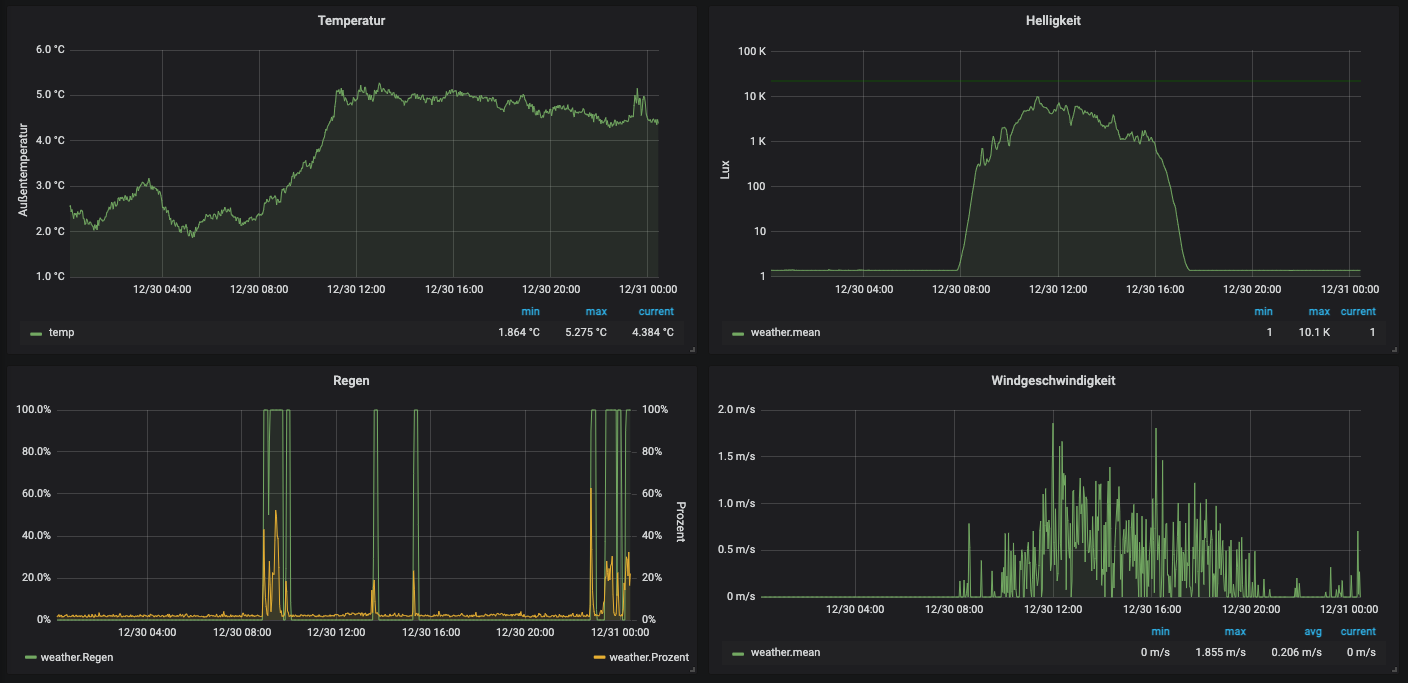 Temperatur
6.0 °C
5.0 °C
4.0 °C
3.0 °C
2.0 °C
1.0 °C
Außentemperatur
12/30 04:00 12/30 08:00 12/30 12:00 12/30 16:00 12/30 20:00 12/31 00:00
min max current
temp 1.864 °C 5.275 °C 4.384 °C
Helligkeit
100 K
10 K
1 K
100
10
1
Lux
12/30 04:00 12/30 08:00 12/30 12:00 12/30 16:00 12/30 20:00 12/31 00:00
min max current
weather.mean 1 10.1 K 1
Regen
100.0% 100%
80.0% 80%
60.0% 60%
40.0% 40%
20.0% 20%
0% 0%
Prozent
12/30 04:00 12/30 08:00 12/30 12:00 12/30 16:00 12/30 20:00 12/31 00:00
weather.Regen weather.Prozent
Windgeschwindigkeit
2.0 m/s
1.5 m/s
1.0 m/s
0.5 m/s
0 m/s
12/30 04:00 12/30 08:00 12/30 12:00 12/30 16:00 12/30 20:00 12/31 00:00
min max avg current
weather.mean 0 m/s 1.855 m/s 0.206 m/s 0 m/s